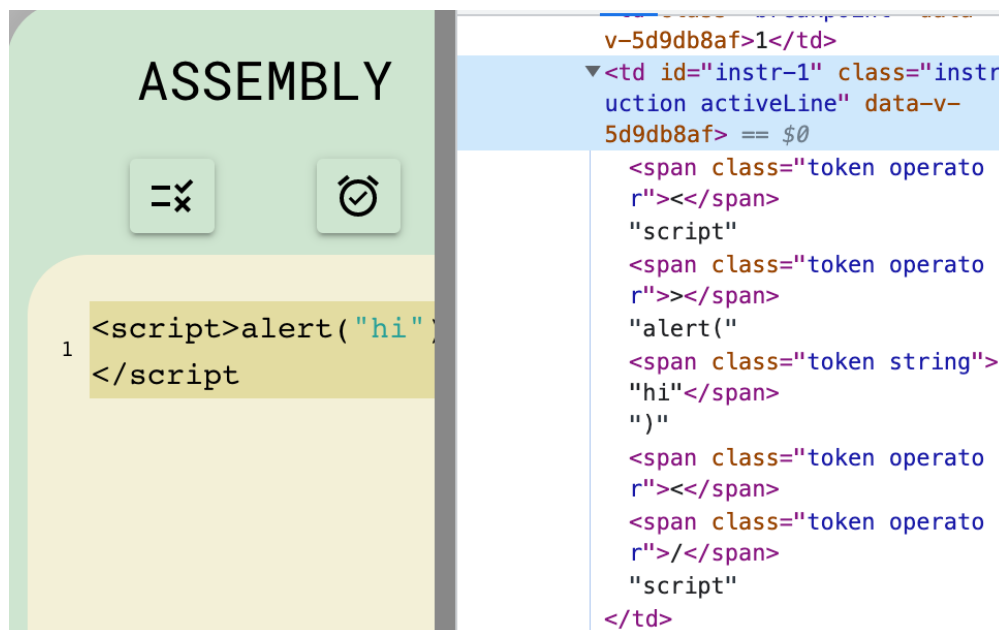 ASSEMBLY
1
<script>alert("hi")
</script
v-5d9db8af>1</td>
▼<td id="instr-1" class="instr
uction activeLine" data-v-
5d9db8af> == $0
<span class="token operato
r"><</span>
"script"
<span class="token operato
r">></span>
"alert("
<span class="token string">
"hi"</span>
")"
<span class="token operato
r"><</span>
<span class="token operato
r">/</span>
"script"
</td>